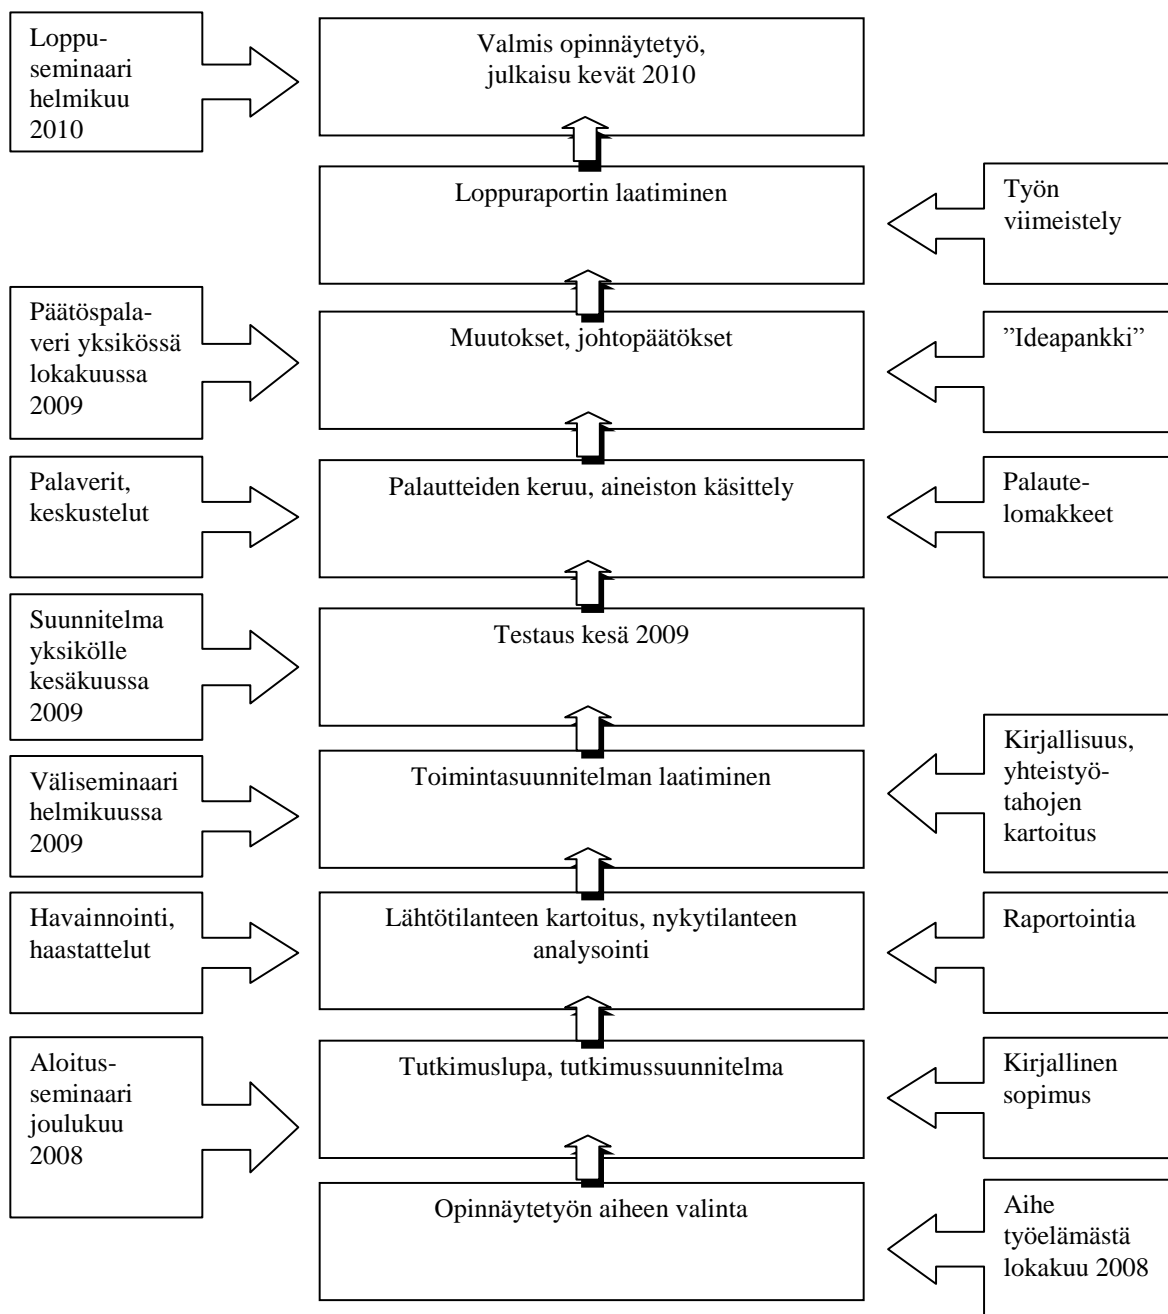 Loppu-
seminaari
helmikuu
2010
Valmis opinnäytetyö,
julkaisu kevät 2010
Loppuraportin laatiminen
Työn
viimeistely
Päätöspala-
veri yksikössä
lokakuussa
2009
Muutokset, johtopäätökset
”Ideapankki”
Palaverit,
keskustelut
Palautteiden keruu, aineiston käsittely
Palaute-
lomakkeet
Suunnitelma
yksikölle
kesäkuussa
2009
Testaus kesä 2009
Väliseminaari
helmikuussa
2009
Toimintasuunnitelman laatiminen
Kirjallisuus,
yhteistyö-
tahojen
kartoitus
Havainnointi,
haastattelut
Lähtötilanteen kartoitus, nykytilanteen
analysointi
Raportointia
Aloitus-
seminaari
joulukuu
2008
Tutkimuslupa, tutkimussuunnitelma
Kirjallinen
sopimus
Opinnäytetyön aiheen valinta
Aihe
työelämästä
lokakuu 2008